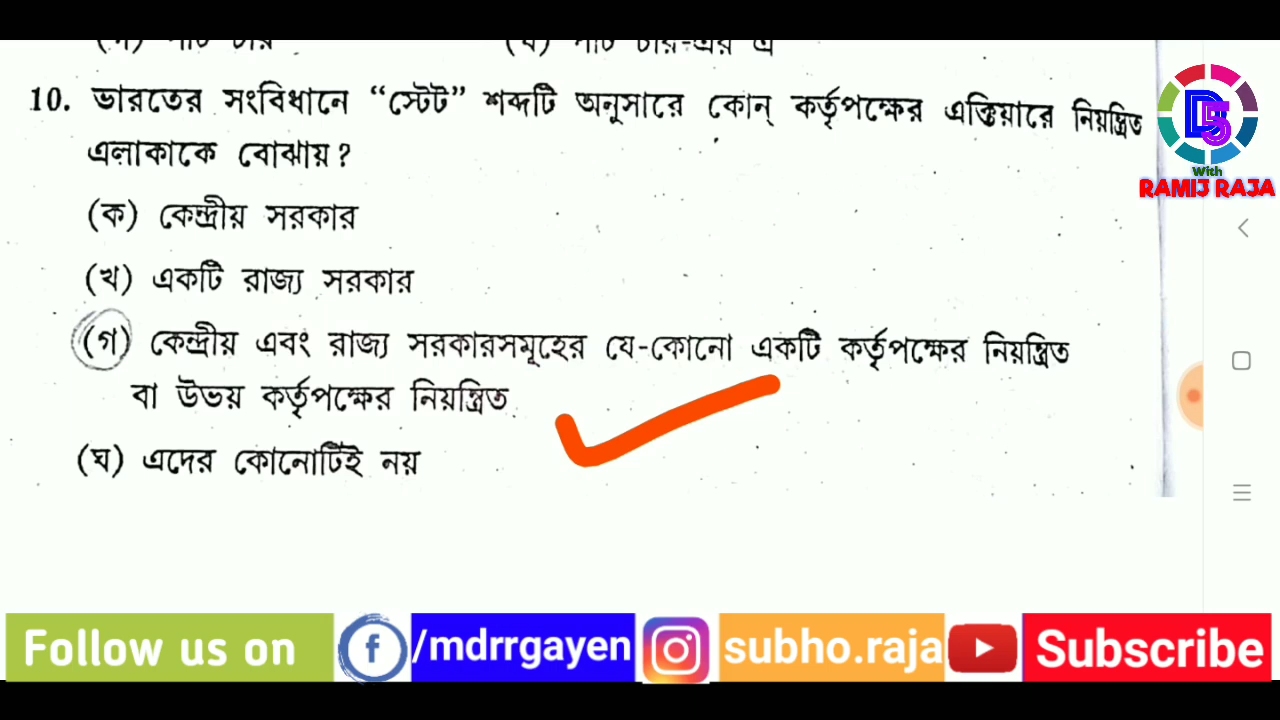 10. ভারতের সংবিধানে “স্টেট” শব্দটি অনুসারে কোন্ কর্তৃপক্ষের এক্তিয়ারে নিয়ন্ত্রিত
এলাকাকে বোঝায়?
(ক) কেন্দ্রীয় সরকার
(খ) একটি রাজ্য সরকার
(গ) কেন্দ্রীয় এবং রাজ্য সরকারসমূহের যে-কোনো একটি কর্তৃপক্ষের নিয়ন্ত্রিত
বা উভয় কর্তৃপক্ষের নিয়ন্ত্রিত
(ঘ) এদের কোনোটিই নয়
With
RAMIJ RAJA
Follow us on f /mdrrgayen subho.raja Subscribe